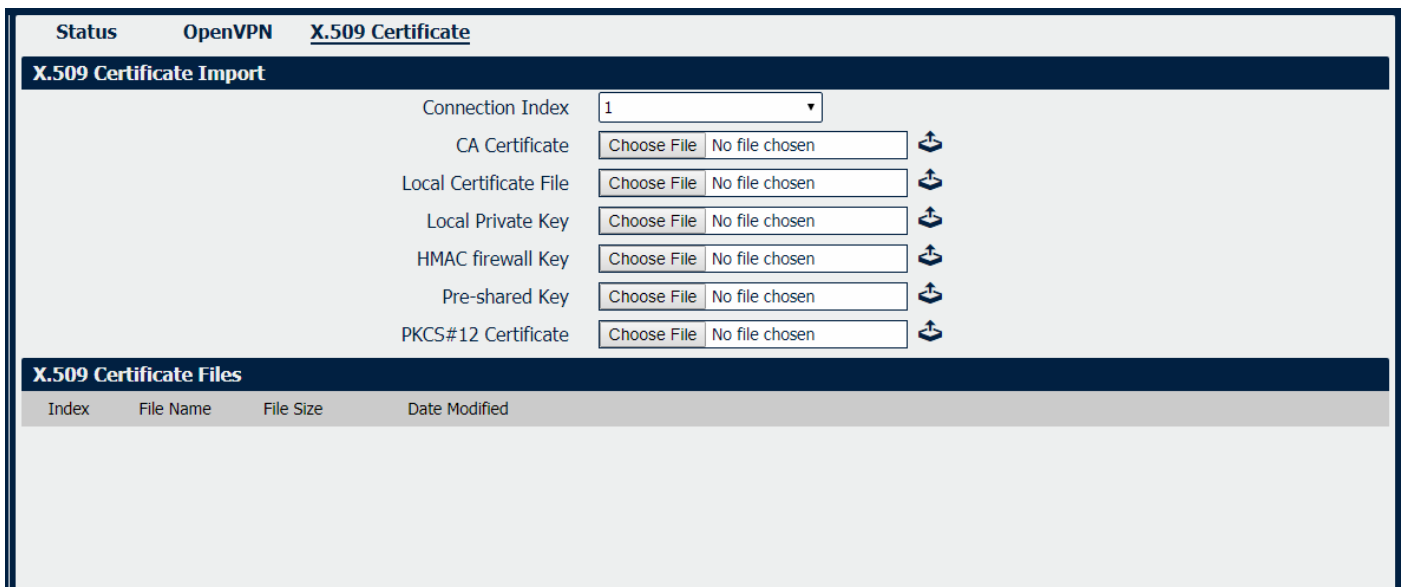 Status OpenVPN X.509 Certificate
X.509 Certificate Import
Connection Index 1
CA Certificate Choose File No file chosen
Local Certificate File Choose File No file chosen
Local Private Key Choose File No file chosen
HMAC firewall Key Choose File No file chosen
Pre-shared Key Choose File No file chosen
PKCS#12 Certificate Choose File No file chosen
X.509 Certificate Files
Index File Name File Size Date Modified